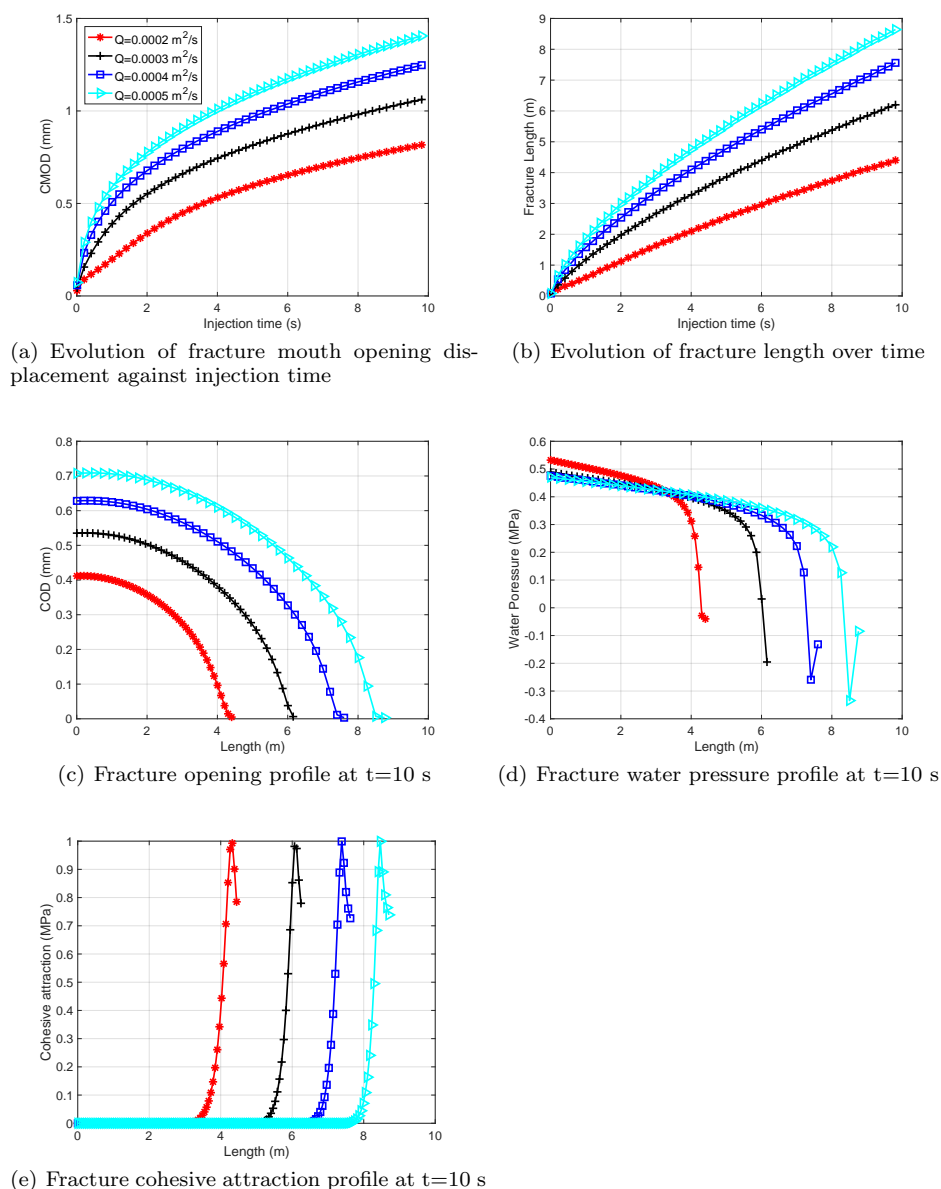 1.5
1
0.5
0
CMOD (mm)
Q=0.0002 m²/s
Q=0.0003 m²/s
Q=0.0004 m²/s
Q=0.0005 m²/s
0 2 4 6 8 10
Injection time (s)
(a) Evolution of fracture mouth opening dis-
placement against injection time
9
8
7
6
5
4
3
2
1
0
Fracture Length (m)
0 2 4 6 8 10
Injection time (s)
(b) Evolution of fracture length over time
0.8
0.7
0.6
0.5
0.4
0.3
0.2
0.1
0
COD (mm)
0 2 4 6 8 10
Length (m)
(c) Fracture opening profile at t=10 s
0.6
0.5
0.4
0.3
0.2
0.1
0
-0.1
-0.2
-0.3
-0.4
Water Poressure (MPa)
0 2 4 6 8 10
Length (m)
(d) Fracture water pressure profile at t=10 s
1
0.9
0.8
0.7
0.6
0.5
0.4
0.3
0.2
0.1
0
Cohesive attraction (MPa)
0 2 4 6 8 10
Length (m)
(e) Fracture cohesive attraction profile at t=10 s